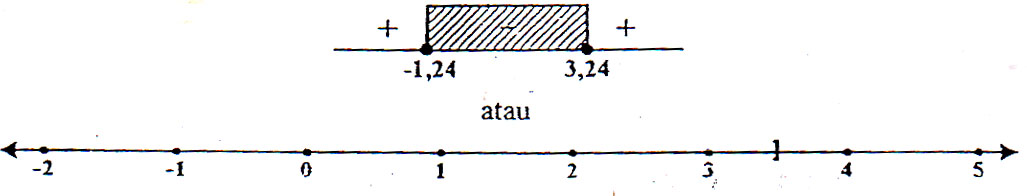 + - +
-1,24 3,24
atau
-2 -1 0 1 2 3 ] 4 5